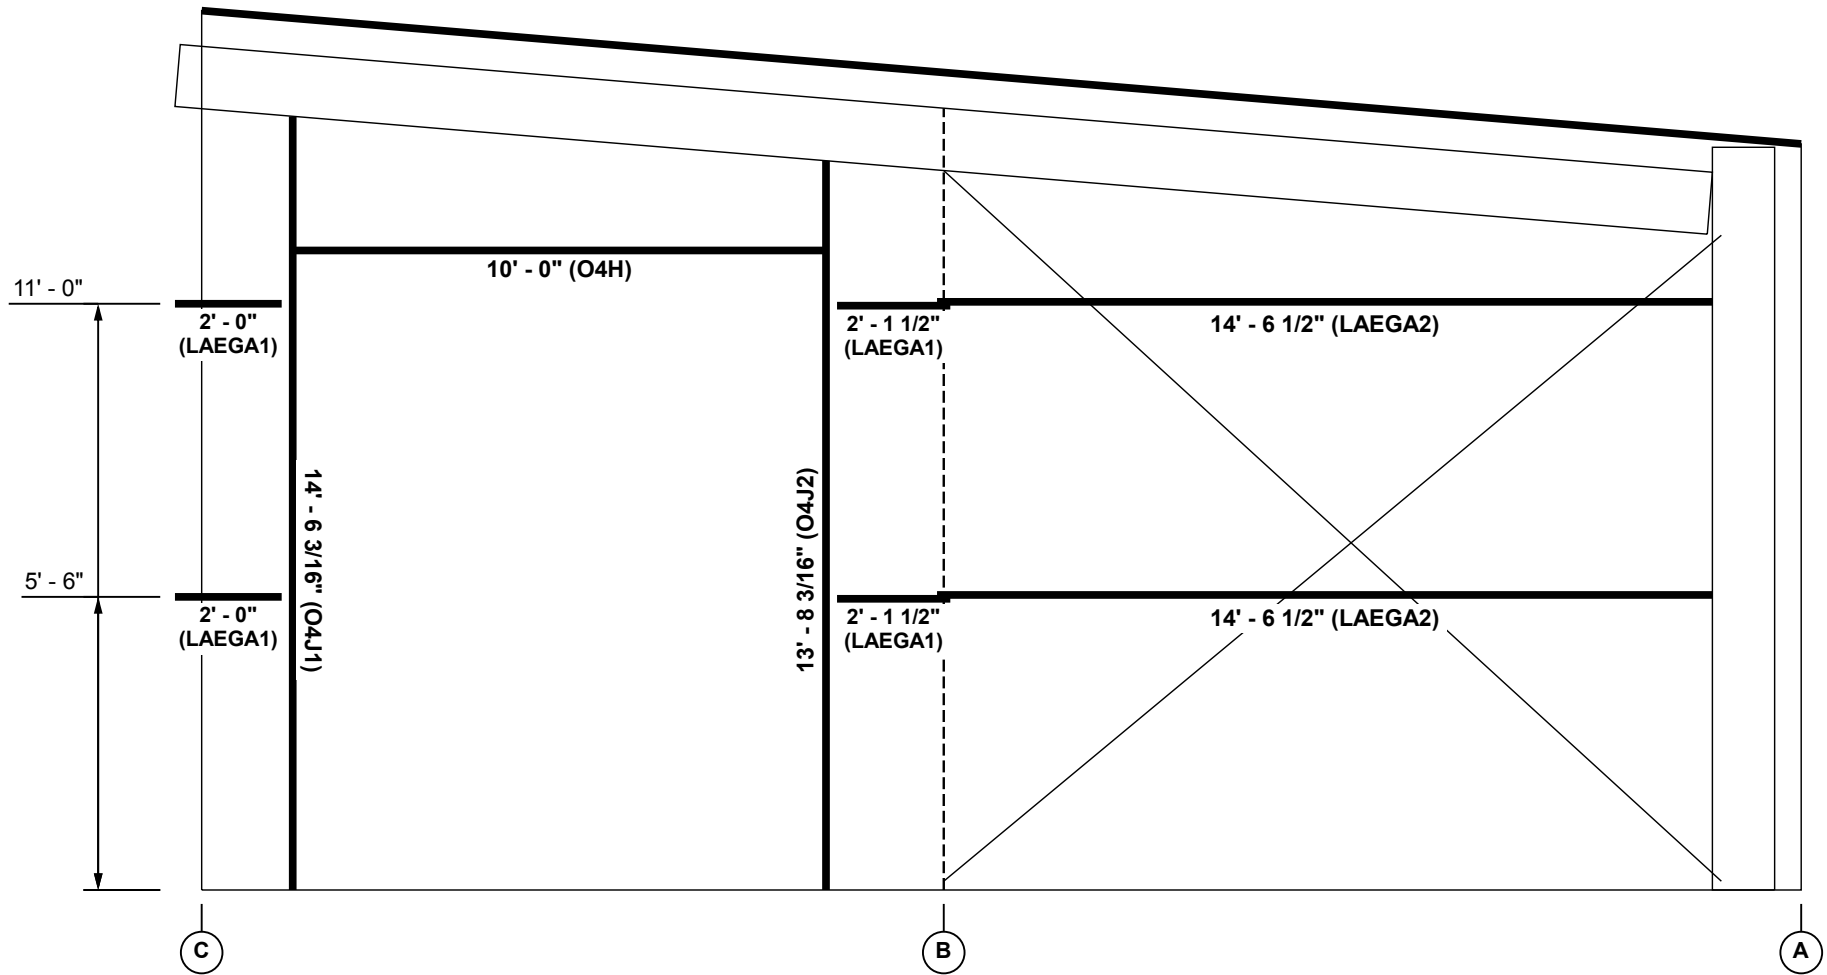 10' - 0" (O4H)
11' - 0"
2' - 0"
(LAEGA1)
2' - 1 1/2"
(LAEGA1)
14' - 6 1/2" (LAEGA2)
14' - 6 3/16" (O4J1)
13' - 8 3/16" (O4J2)
5' - 6"
2' - 0"
(LAEGA1)
2' - 1 1/2"
(LAEGA1)
14' - 6 1/2" (LAEGA2)
C
B
A